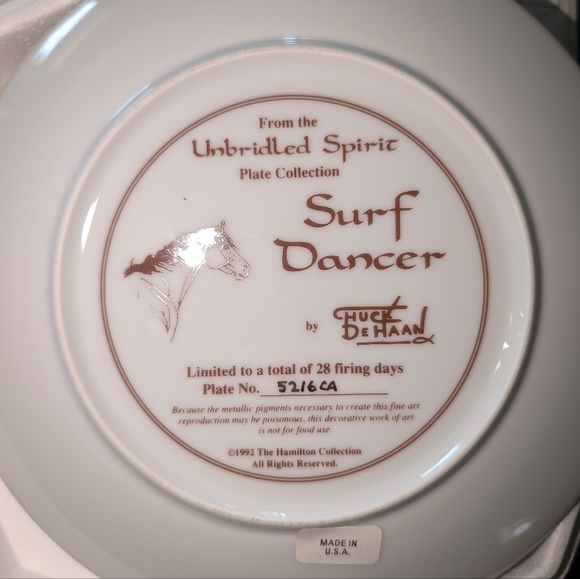 From the
Unbridled Spirit
Plate Collection
Surf
Dancer
by CHUCK
DEHAAN
Limited to a total of 28 firing days
Plate No. 5216CA
Because the metallic pigments necessary to create this fine art
reproduction may be poisonous, this decorative work of art
is not for food use.
©1992 The Hamilton Collection
All Rights Reserved.
MADE IN
U.S.A.